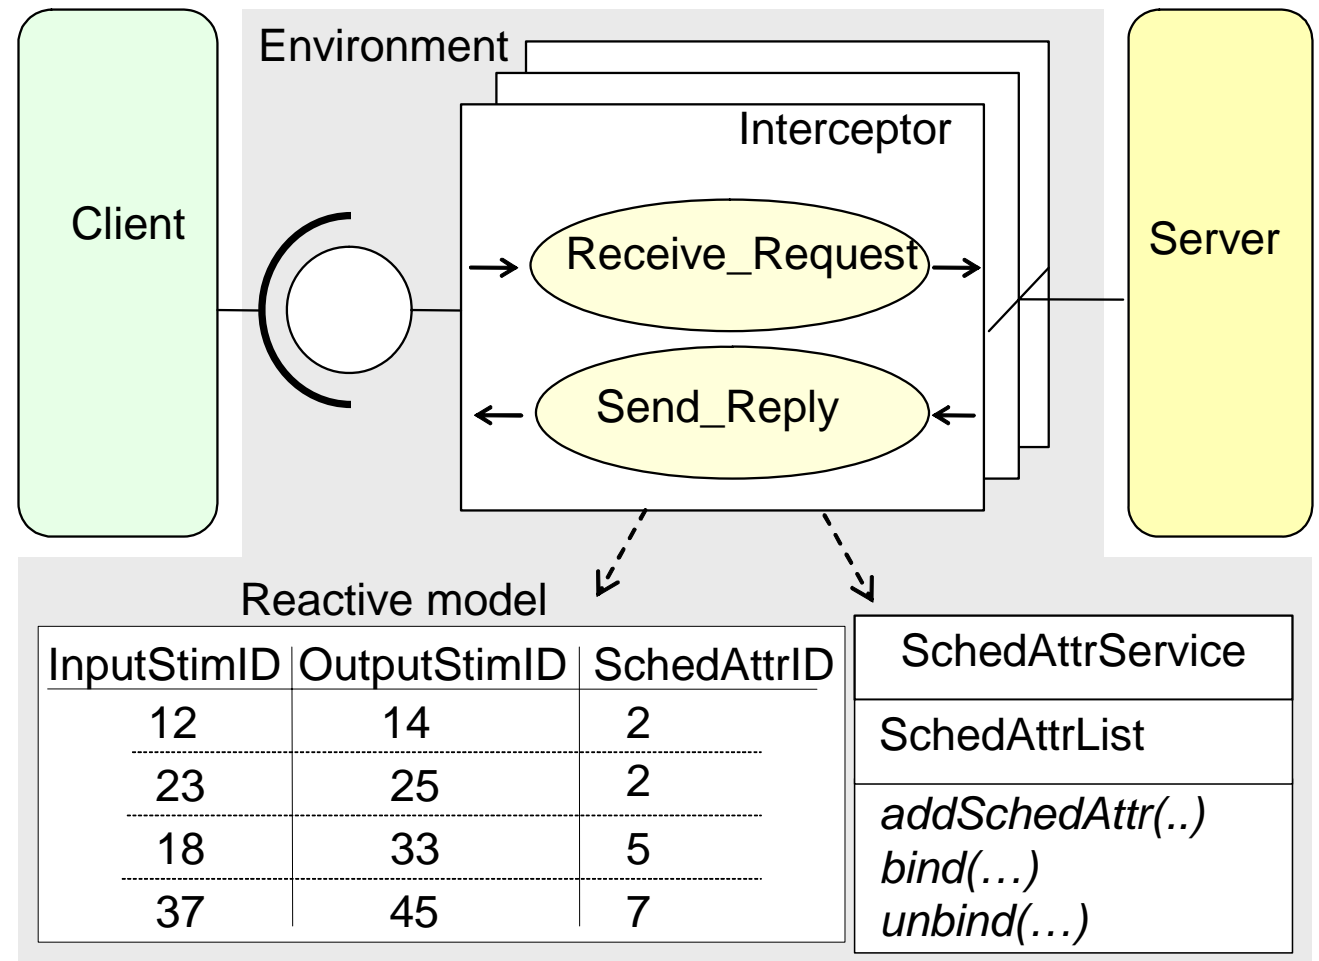 Environment
Interceptor
Client
Receive_Request
Server
Send_Reply
Reactive model
InputStimID OutputStimID SchedAttrID
12 14 2
23 25 2
18 33 5
37 45 7
SchedAttrService
SchedAttrList
addSchedAttr(..)
bind(…)
unbind(…)